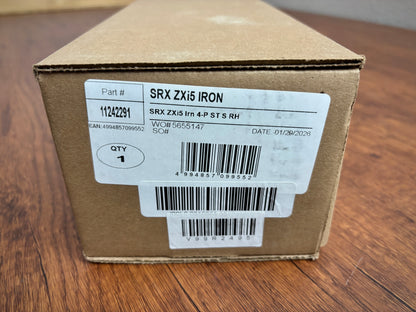 Part #
SRX ZXi5 IRON
11242291
SRX ZXi5 Irn 4-P ST S RH
EAN:4994857099552
WO# 5655147
SO#
DATE: 01/29/2026
QTY
1
4 994857 099552
V99R2495